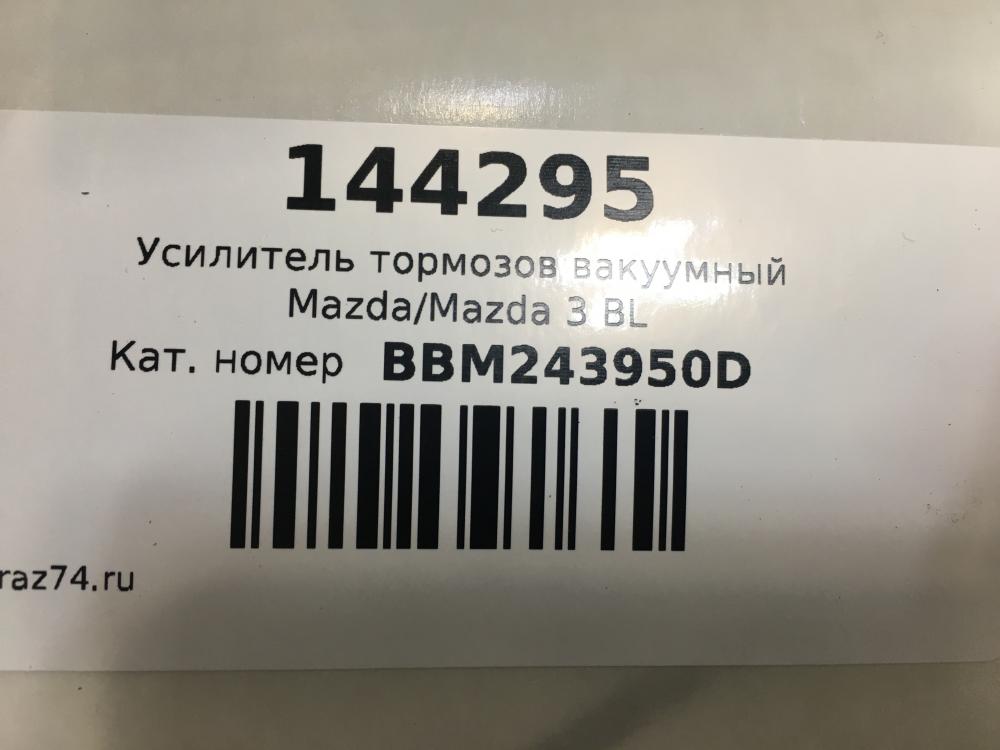 144295
Усилитель тормозов вакуумный
Mazda/Mazda 3 BL
Кат. номер BBM243950D
raz74.ru